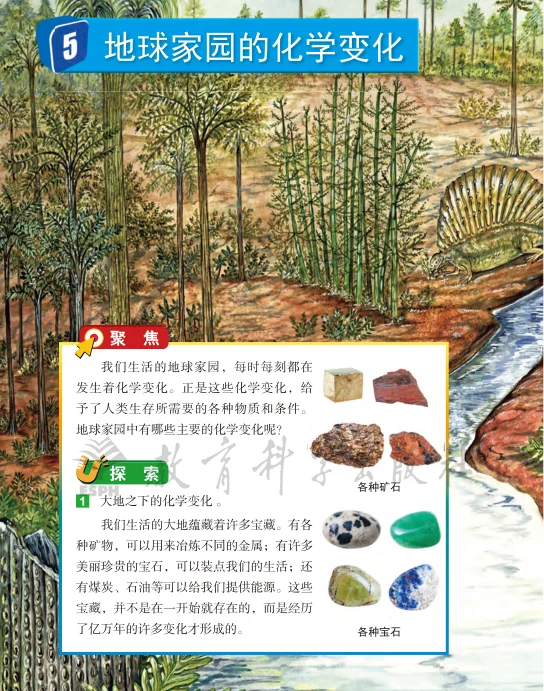 5
地球家园的化学变化
聚焦
我们生活的地球家园，每时每刻都在
发生着化学变化。正是这些化学变化，给
予了人类生存所需要的各种物质和条件。
地球家园中有哪些主要的化学变化呢?
各种矿石
探索
1 大地之下的化学变化 。
我们生活的大地蕴藏着许多宝藏。有各
种矿物，可以用来冶炼不同的金属；有许多
美丽珍贵的宝石，可以装点我们的生活；还
有煤炭、石油等可以给我们提供能源。这些
宝藏，并不是在一开始就存在的，而是经历
了亿万年的许多变化才形成的。
各种宝石
教育科学出版社
ESPH